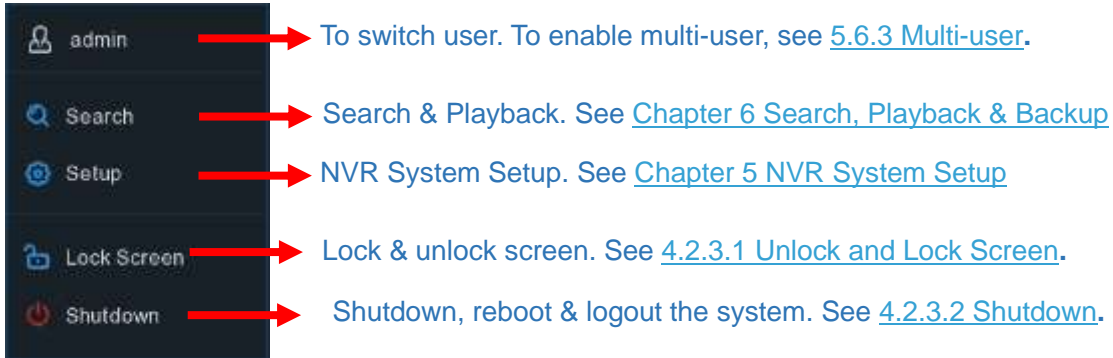 admin To switch user. To enable multi-user, see 5.6.3 Multi-user.
Search Search & Playback. See Chapter 6 Search, Playback & Backup
Setup NVR System Setup. See Chapter 5 NVR System Setup
Lock Screen Lock & unlock screen. See 4.2.3.1 Unlock and Lock Screen.
Shutdown Shutdown, reboot & logout the system. See 4.2.3.2 Shutdown.